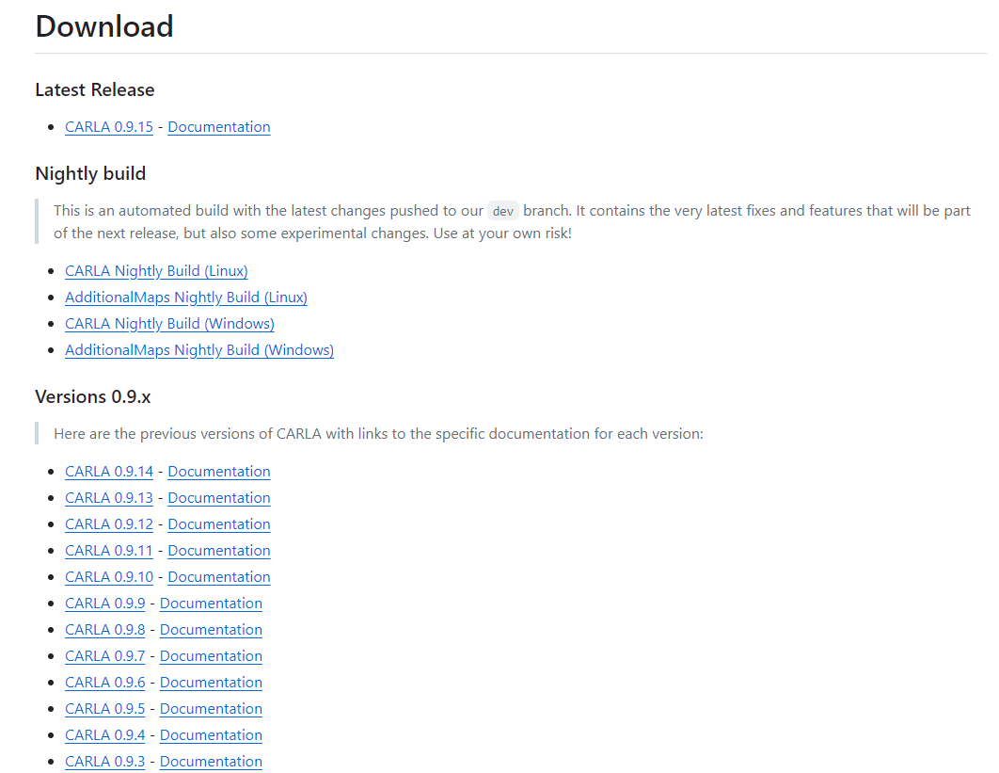 Download
Latest Release
CARLA 0.9.15 - Documentation
Nightly build
This is an automated build with the latest changes pushed to our dev branch. It contains the very latest fixes and features that will be part
of the next release, but also some experimental changes. Use at your own risk!
CARLA Nightly Build (Linux)
AdditionalMaps Nightly Build (Linux)
CARLA Nightly Build (Windows)
AdditionalMaps Nightly Build (Windows)
Versions 0.9.x
Here are the previous versions of CARLA with links to the specific documentation for each version:
CARLA 0.9.14 - Documentation
CARLA 0.9.13 - Documentation
CARLA 0.9.12 - Documentation
CARLA 0.9.11 - Documentation
CARLA 0.9.10 - Documentation
CARLA 0.9.9 - Documentation
CARLA 0.9.8 - Documentation
CARLA 0.9.7 - Documentation
CARLA 0.9.6 - Documentation
CARLA 0.9.5 - Documentation
CARLA 0.9.4 - Documentation
CARLA 0.9.3 - Documentation